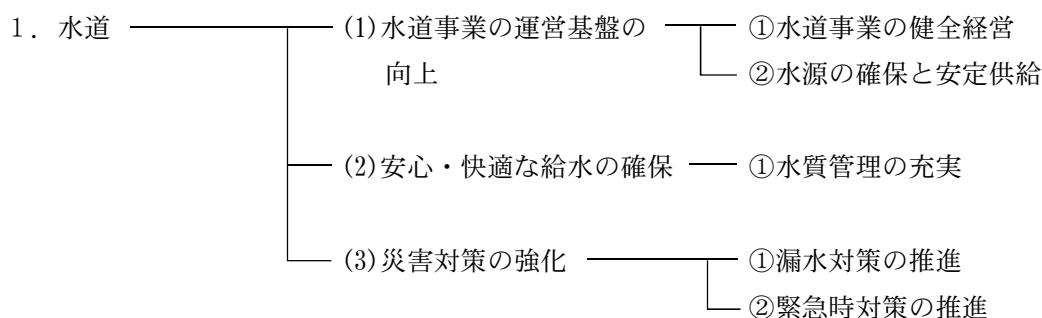 １．水道
(1)水道事業の運営基盤の
向上
①水道事業の健全経営
②水源の確保と安定供給
(2)安心・快適な給水の確保
①水質管理の充実
(3)災害対策の強化
①漏水対策の推進
②緊急時対策の推進